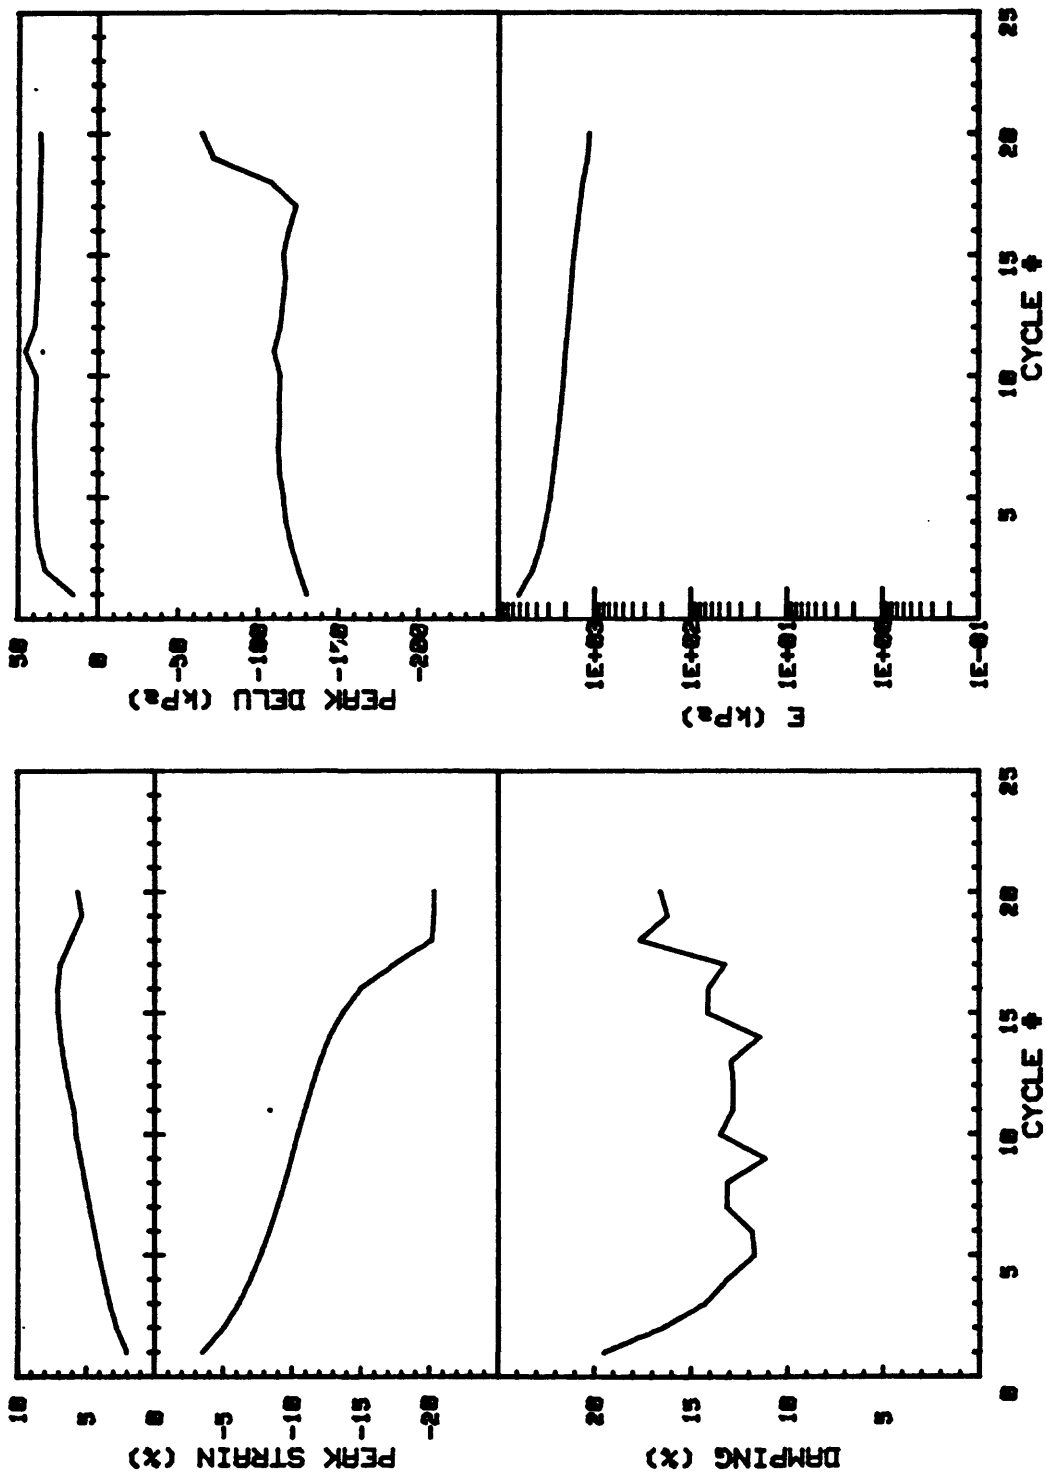 PEAK STRAIN (%)
10
5
0
-5
-10
-15
-20
DAMPING (%)
20
15
10
5
0 5 10 15 20 25
CYCLE #
PEAK DELU (kPa)
50
0
-50
-100
-150
-200
E (kPa)
1E+03
1E+02
1E+01
1E+00
1E-01
5 10 15 20 25
CYCLE #